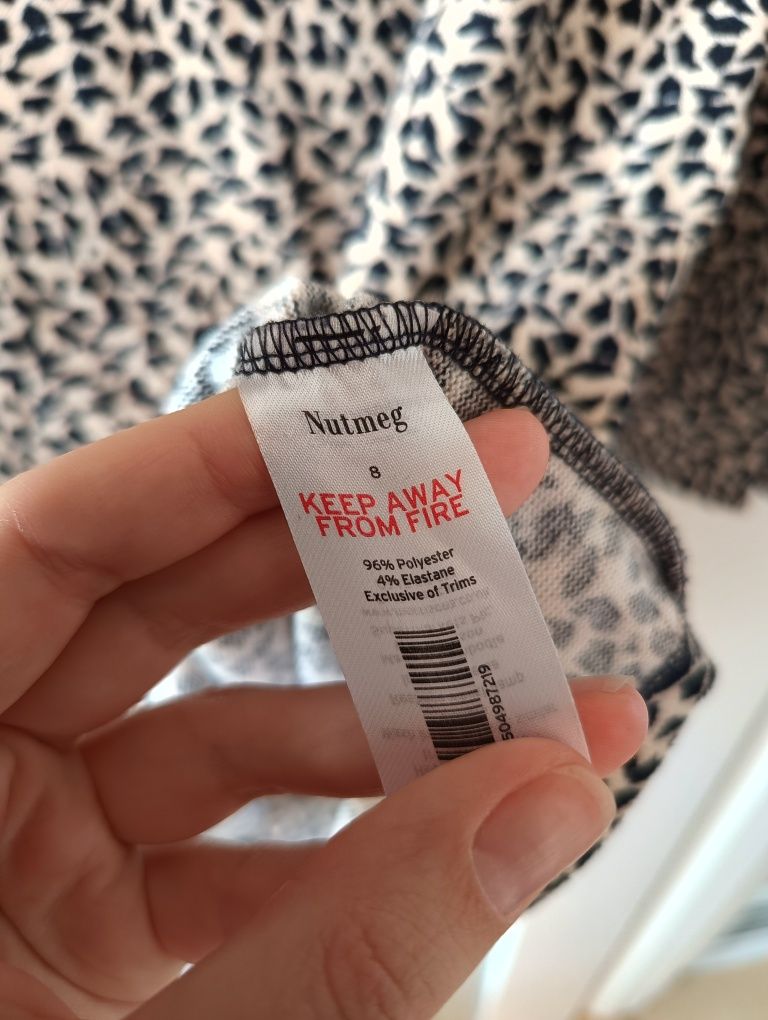 Nutmeg
8
KEEP AWAY
FROM FIRE
96% Polyester
4% Elastane
Exclusive of Trims
504987219